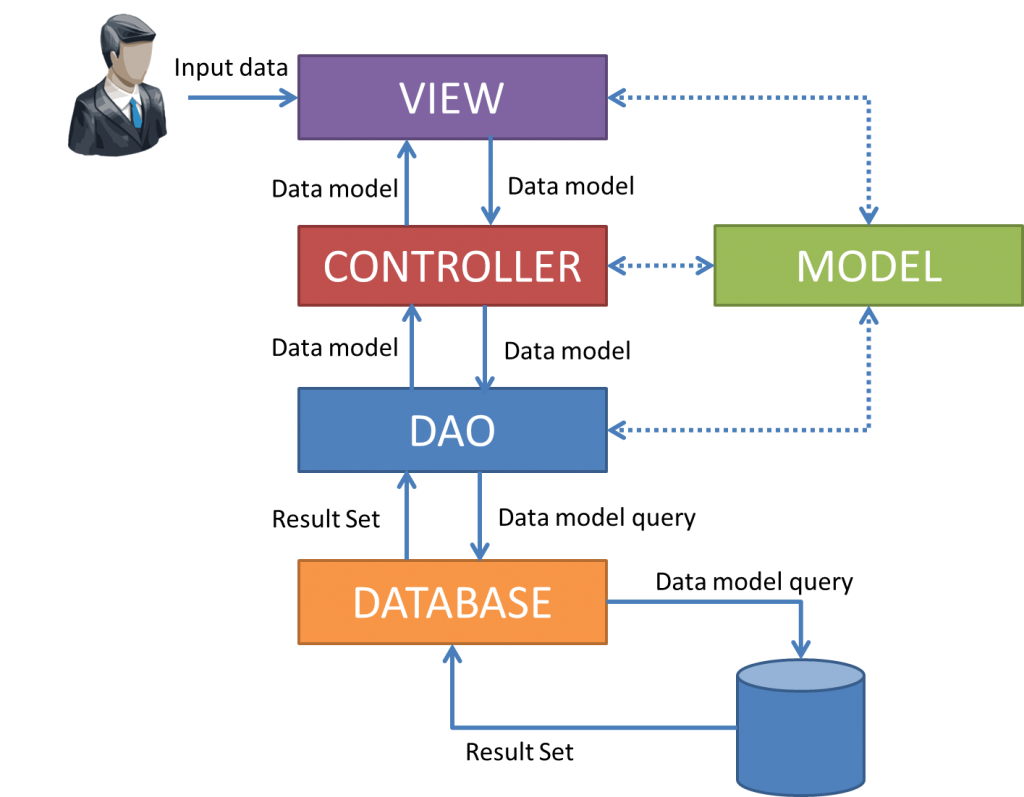 Input data
VIEW
Data model
Data model
CONTROLLER
MODEL
Data model
Data model
DAO
Result Set
Data model query
DATABASE
Data model query
Result Set